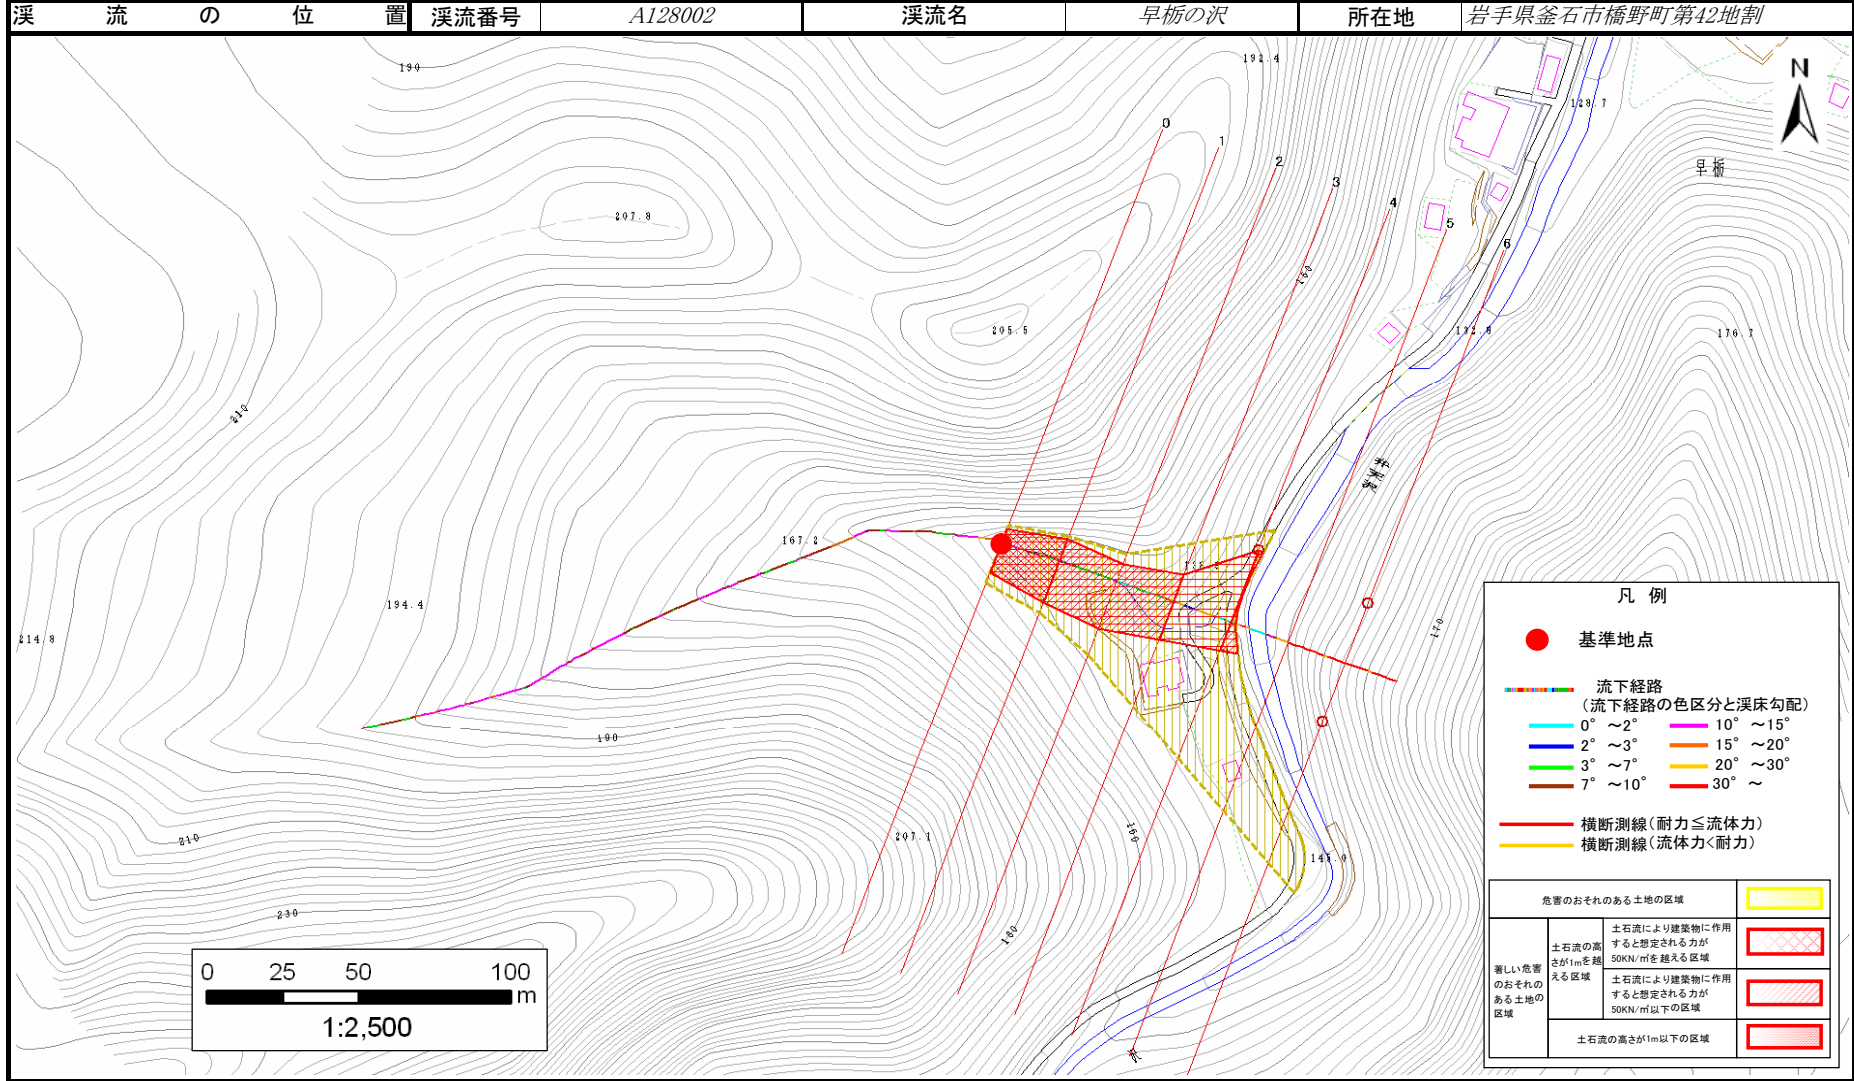 渓流の位置 渓流番号 A128002 渓流名 早栃の沢 所在地 岩手県釜石市橋野町第42地割
190
192.4
128.7
N
0
1
2
3
4
5
6
早栃
207.8
160
205.5
132.8
176.7
210
167.2
194.4
214.8
170
190
210
207.1
160
145.0
230
160
凡 例
基準地点
流下経路
(流下経路の色区分と渓床勾配)
0° ~2° 10° ~15°
2° ~3° 15° ~20°
3° ~7° 20° ~30°
7° ~10° 30° ~
横断測線(耐力≦流体力)
横断測線(流体力<耐力)
危害のおそれのある土地の区域
著しい危害
のおそれの
ある土地の
区域
土石流の高
さが1mを越
える区域
土石流により建築物に作用
すると想定される力が
50KN/㎡を越える区域
土石流により建築物に作用
すると想定される力が
50KN/㎡以下の区域
土石流の高さが1m以下の区域
0 25 50 100
m
1:2,500